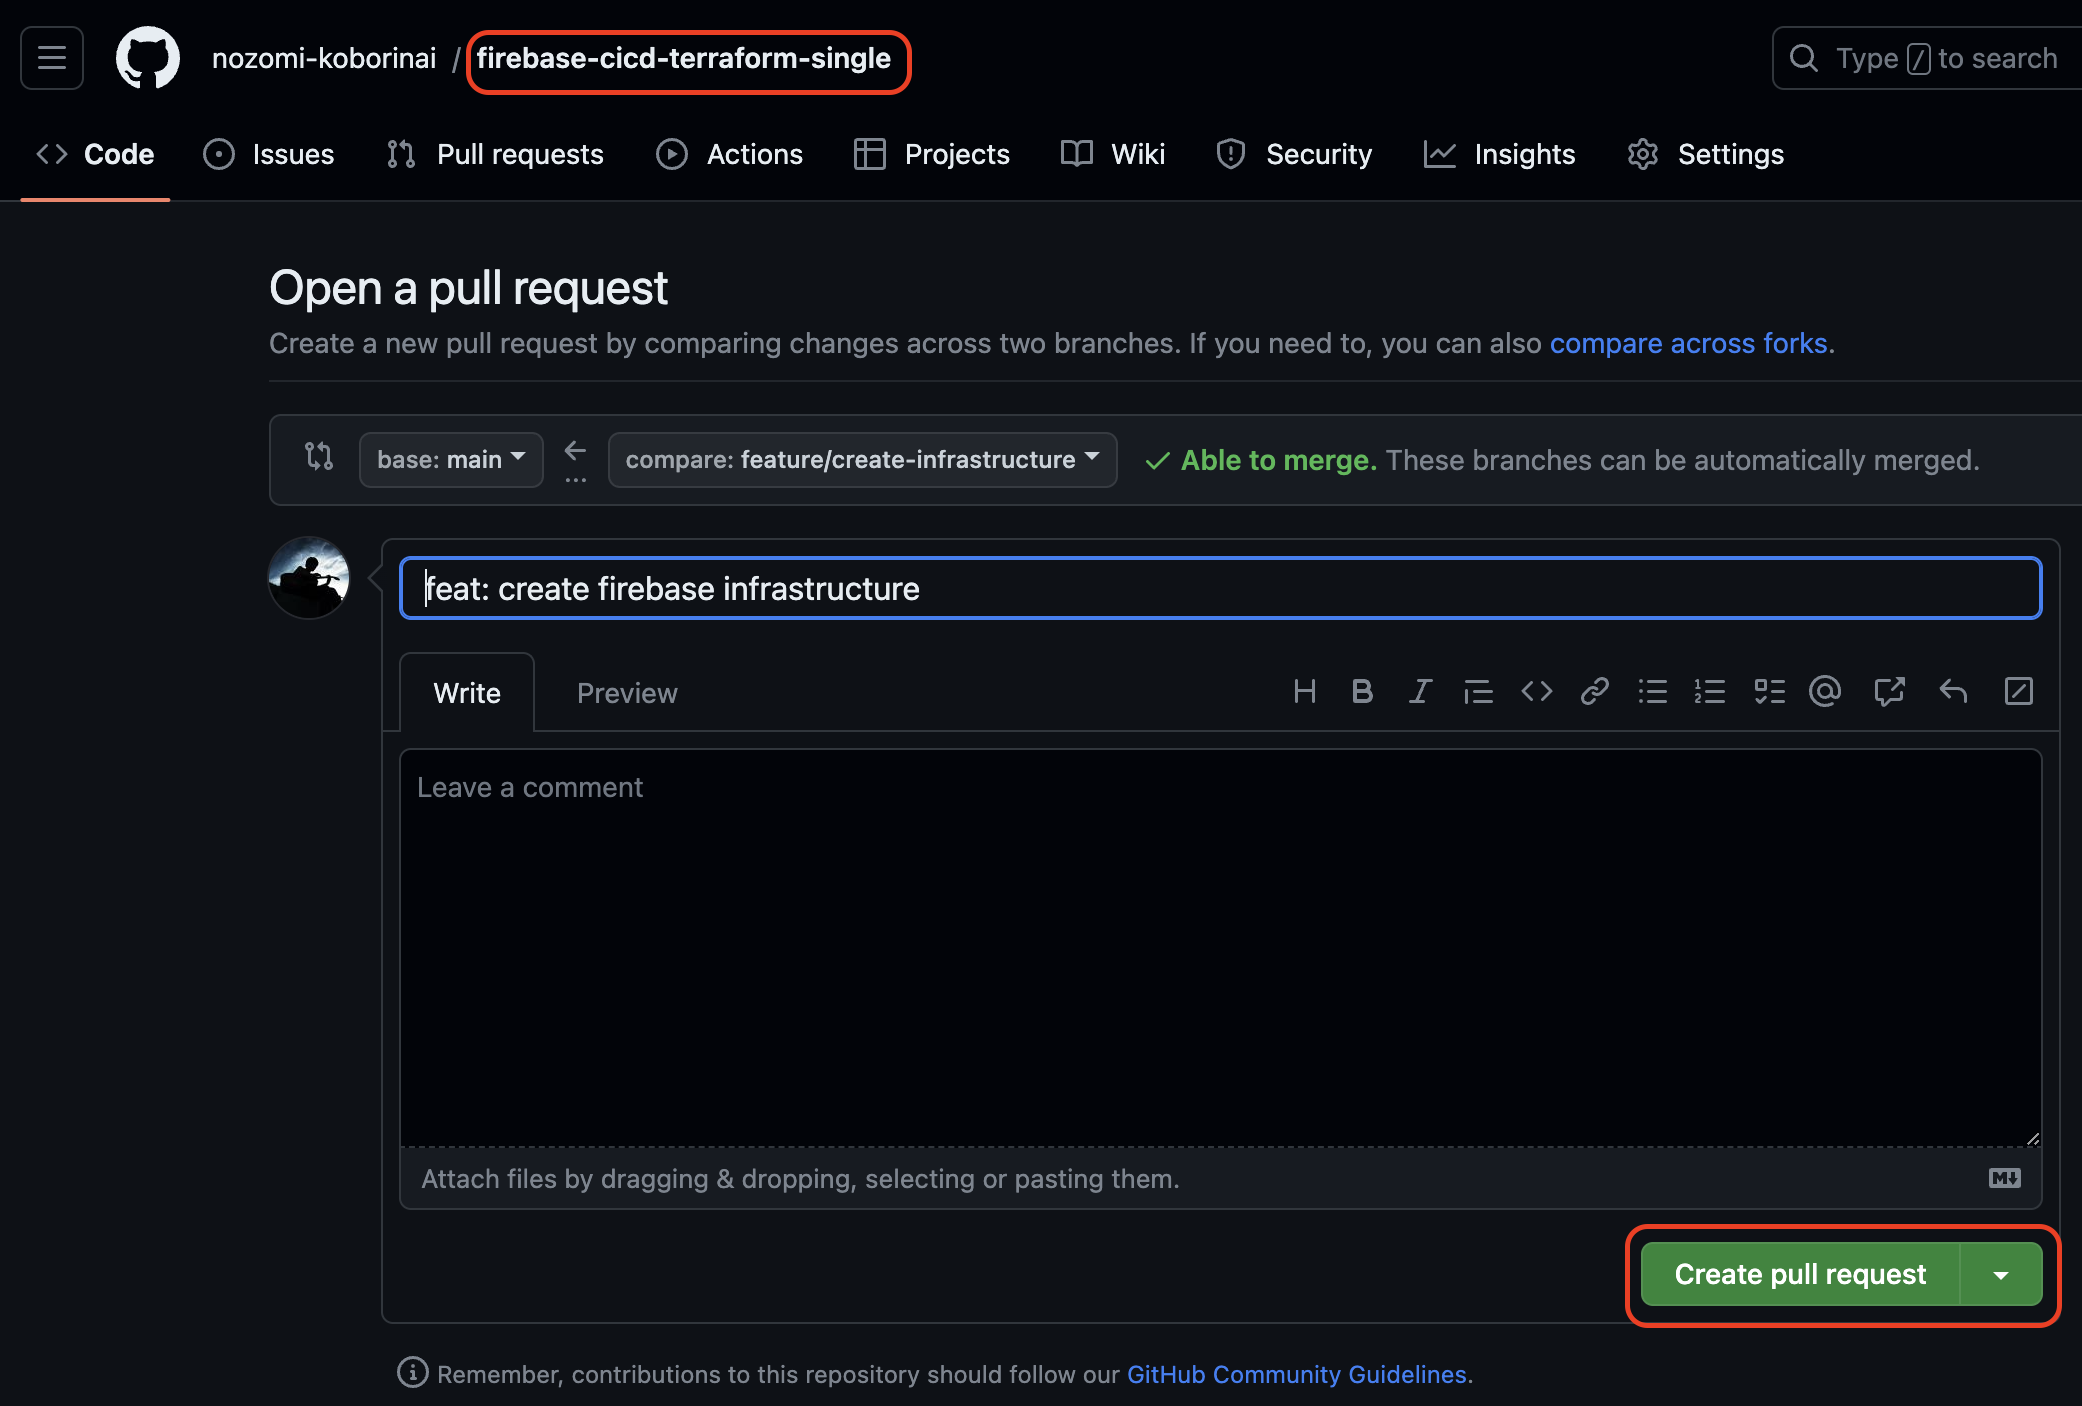 nozomi-koborinai / firebase-cicd-terraform-single
Type / to search
Code Issues Pull requests Actions Projects Wiki Security Insights Settings
Open a pull request
Create a new pull request by comparing changes across two branches. If you need to, you can also compare across forks.
base: main ← ... compare: feature/create-infrastructure ✓ Able to merge. These branches can be automatically merged.
feat: create firebase infrastructure
Write Preview
Leave a comment
Attach files by dragging & dropping, selecting or pasting them.
Create pull request
Remember, contributions to this repository should follow our GitHub Community Guidelines.